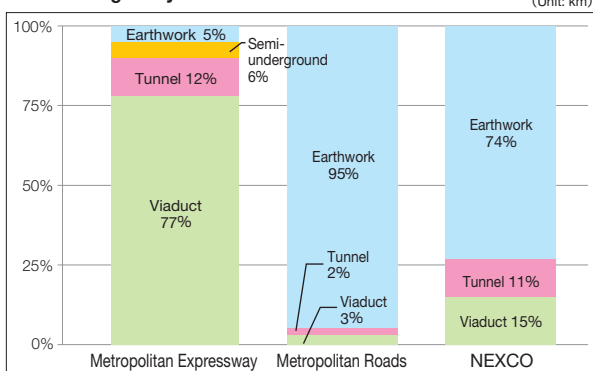 (Unit: km)
100%
75%
50%
25%
0%
Earthwork 5%
Semi-
underground
6%
Tunnel 12%
Viaduct
77%
Earthwork
95%
Tunnel
2%
Viaduct
3%
Earthwork
74%
Tunnel 11%
Viaduct 15%
Metropolitan Expressway
Metropolitan Roads
NEXCO